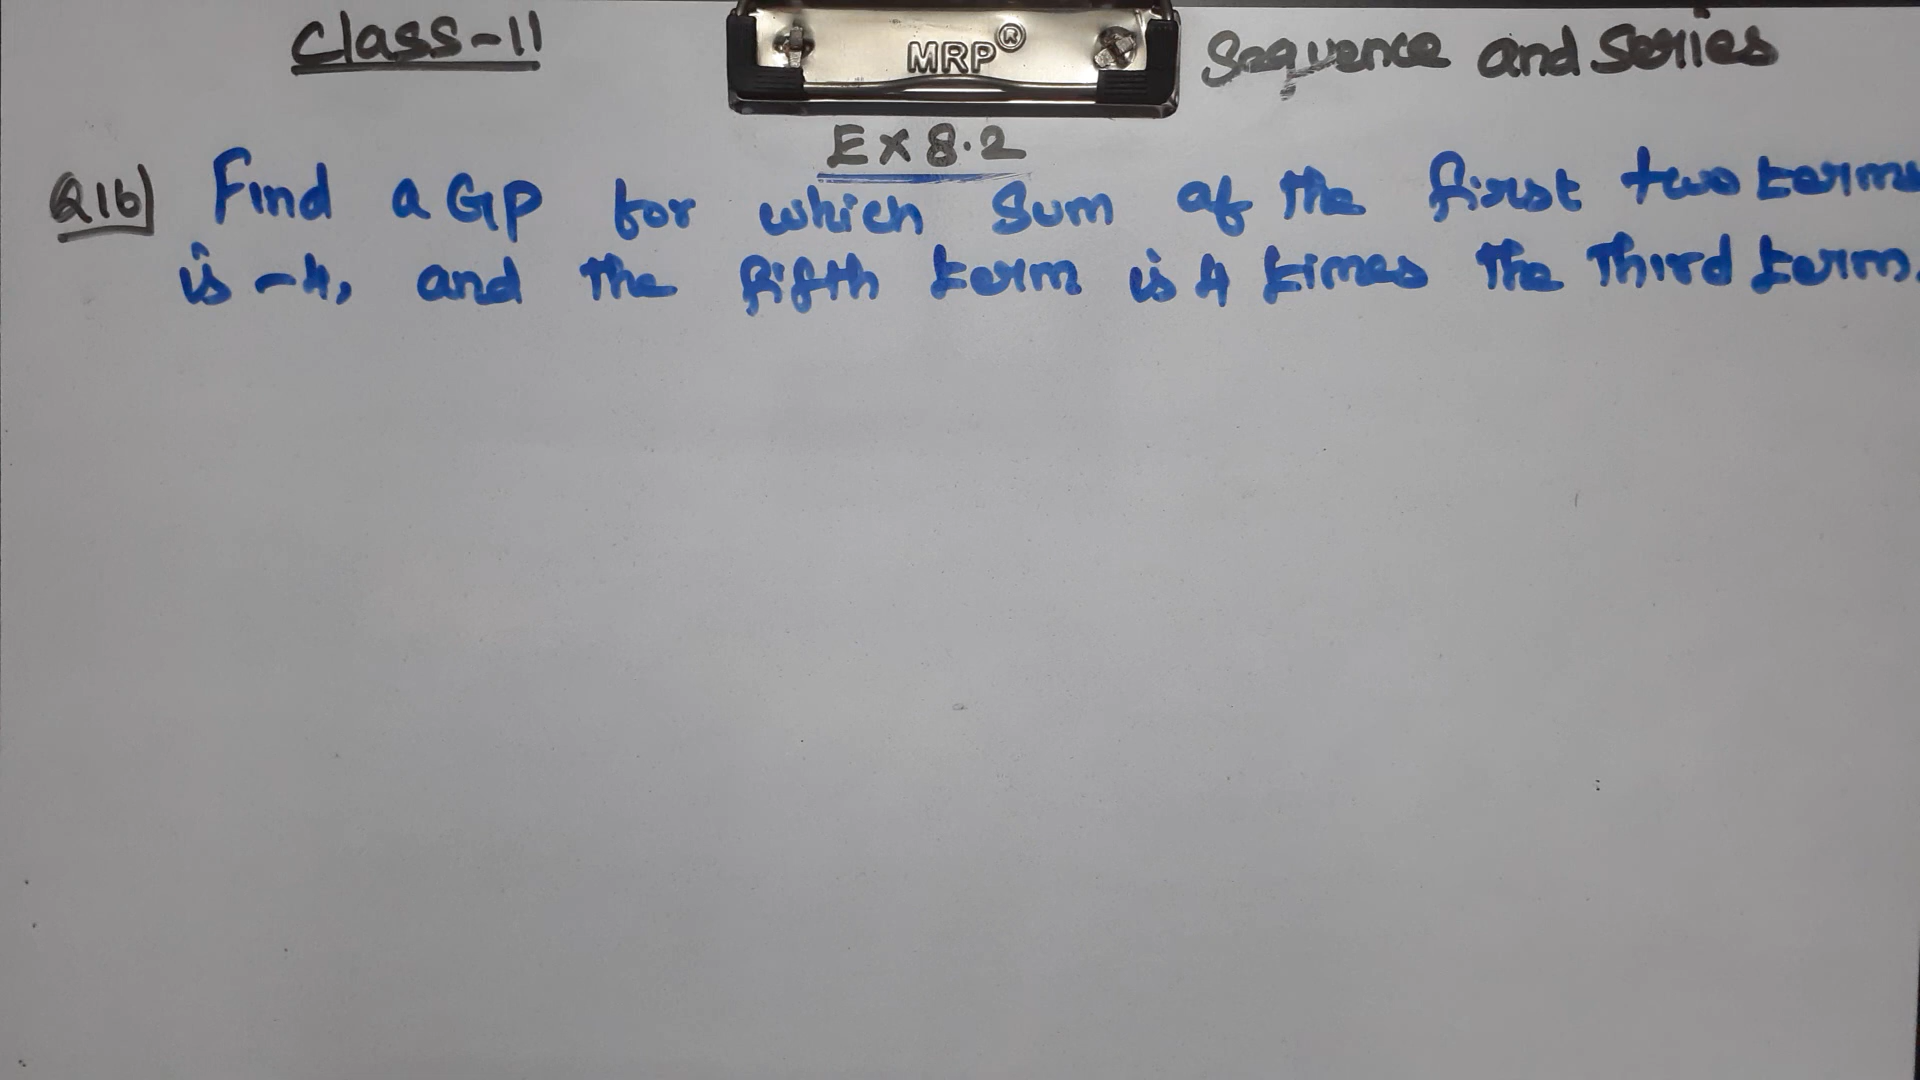 Class-11
MRP®
Sequence and Series
Ex 8.2
Q16) Find a GP for which sum of the first two terms
is -4, and the fifth term is 4 times the third term.